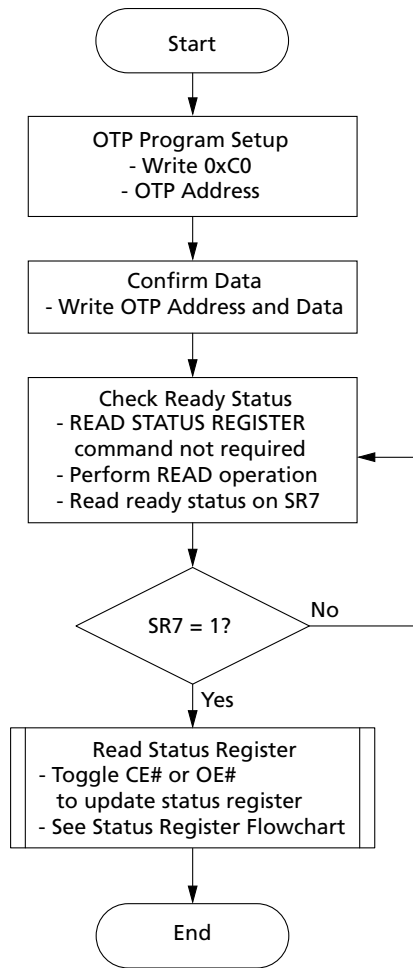 Start
OTP Program Setup
- Write 0xC0
- OTP Address
Confirm Data
- Write OTP Address and Data
Check Ready Status
- READ STATUS REGISTER
command not required
- Perform READ operation
- Read ready status on SR7
SR7 = 1?
No
Yes
Read Status Register
- Toggle CE# or OE#
to update status register
- See Status Register Flowchart
End